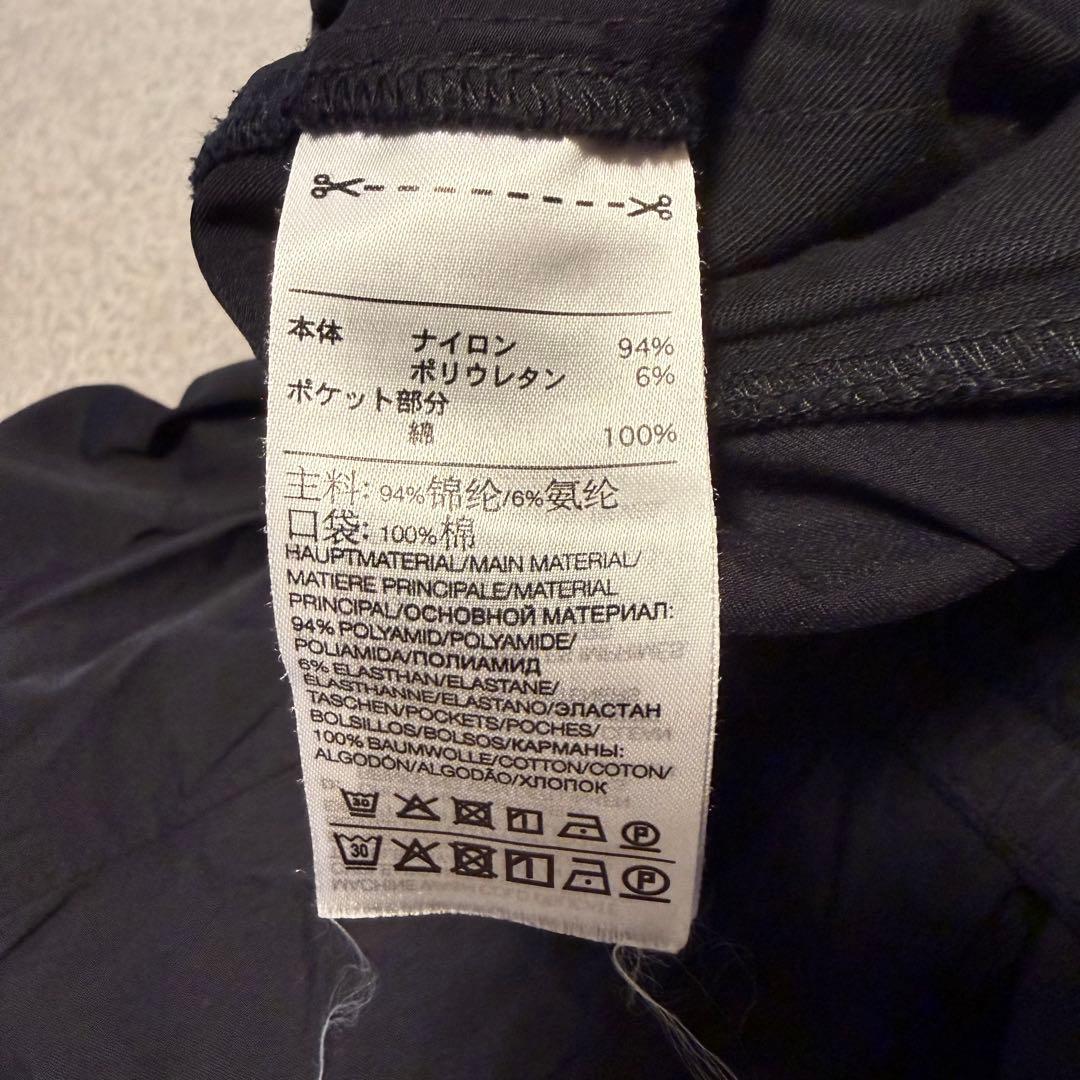 本体 ナイロン 94%
ポリウレタン 6%
ポケット部分
綿 100%
主料: 94%锦纶/6%氨纶
口袋: 100%棉
HAUPTMATERIAL/MAIN MATERIAL/
MATIERE PRINCIPALE/MATERIAL
PRINCIPAL/ОСНОВНОЙ МАТЕРИАЛ:
94% POLYAMID/POLYAMIDE/
POLIAMIDA/ПОЛИАМИД
6% ELASTHAN/ELASTANE/
ELASTHANNE/ELASTANO/ЭЛАСТАН
TASCHEN/POCKETS/POCHES/
BOLSILLOS/BOLSOS/КАРМАНЫ:
100% BAUMWOLLE/COTTON/COTON/
ALGODÓN/ALGODÃO/ХЛОПОК
30 P
30 P